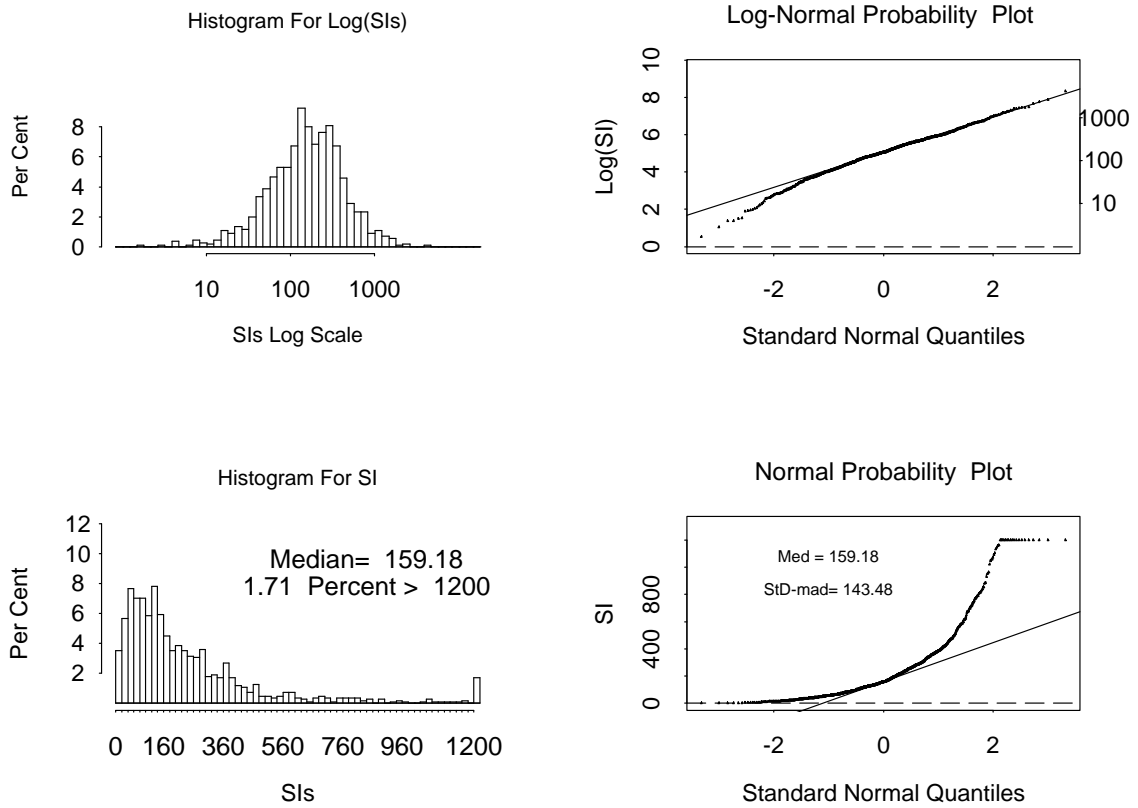 Histogram For Log(SIs)
Per Cent
8
6
4
2
0
10 100 1000
SIs Log Scale
Log-Normal Probability Plot
Log(SI)
10
8
6
4
2
0
1000
100
10
-2 0 2
Standard Normal Quantiles
Histogram For SI
Per Cent
12
10
8
6
4
2
Median= 159.18
1.71 Percent > 1200
0 160 360 560 760 960 1200
SIs
Normal Probability Plot
SI
800
400
0
Med = 159.18
StD-mad= 143.48
-2 0 2
Standard Normal Quantiles